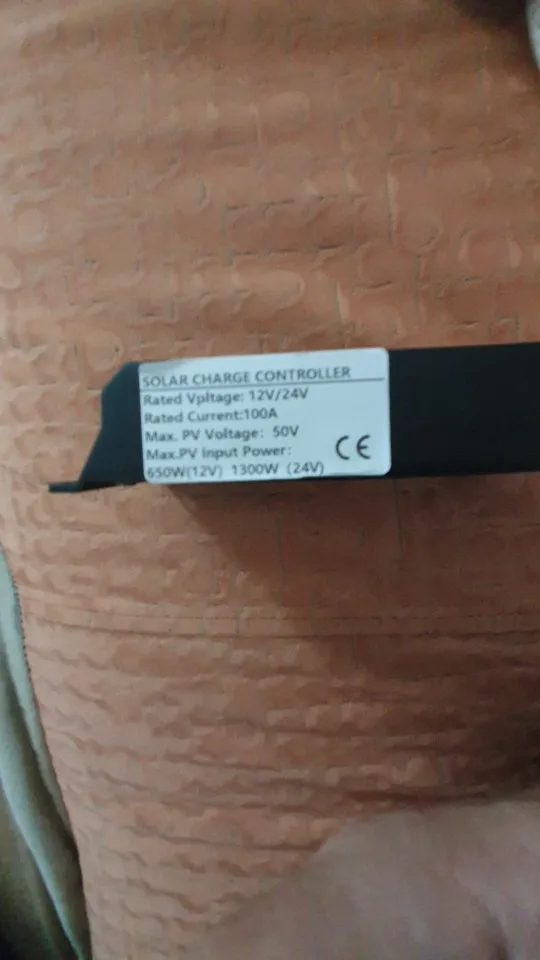 SOLAR CHARGE CONTROLLER
Rated Vpltage: 12V/24V
Rated Current:100A
Max. PV Voltage: 50V
Max.PV Input Power:
650W(12V) 1300W (24V)
CE